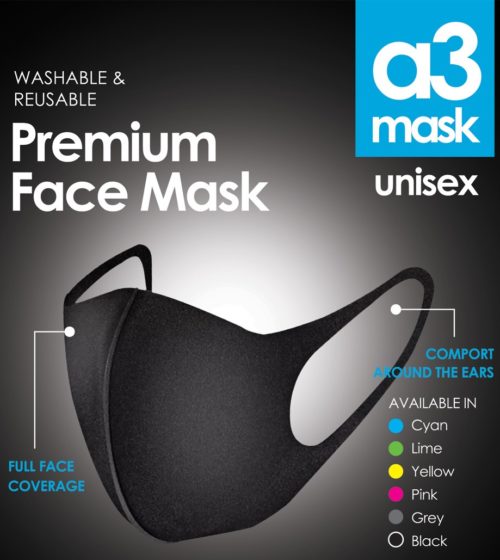 WASHABLE &
REUSABLE
Premium
Face Mask
a3
mask
unisex
FULL FACE
COVERAGE
COMPORT
AROUND THE EARS
AVAILABLE IN
Cyan
Lime
Yellow
Pink
Grey
Black